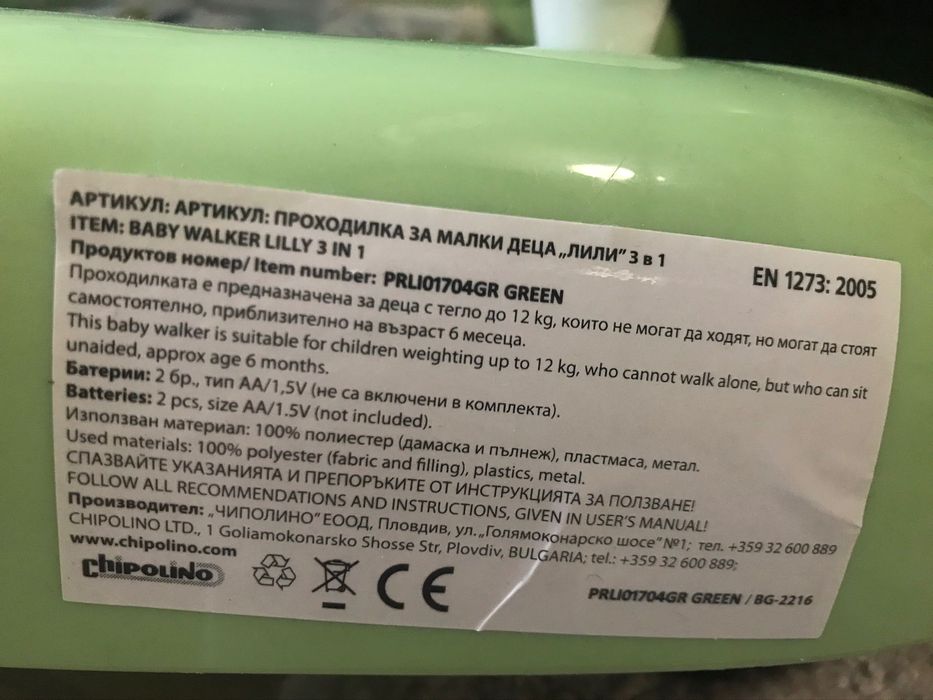 АРТИКУЛ: АРТИКУЛ: ПРОХОДИЛКА ЗА МАЛКИ ДЕЦА „ЛИЛИ” 3 в 1
ITEM: BABY WALKER LILLY 3 IN 1
EN 1273: 2005
Продуктов номер/ Item number: PRLI01704GR GREEN
Проходилката е предназначена за деца с тегло до 12 kg, които не могат да ходят, но могат да стоят
самостоятелно, приблизително на възраст 6 месеца.
This baby walker is suitable for children weighting up to 12 kg, who cannot walk alone, but who can sit
unaided, approx age 6 months.
Батерии: 2 бр., тип AA/1,5V (не са включени в комплекта).
Batteries: 2 pcs, size AA/1.5V (not included).
Използван материал: 100% полиестер (дамаска и пълнеж), пластмаса, метал.
Used materials: 100% polyester (fabric and filling), plastics, metal.
СПАЗВАЙТЕ УКАЗАНИЯТА И ПРЕПОРЪКИТЕ ОТ ИНСТРУКЦИЯТА ЗА ПОЛЗВАНЕ!
FOLLOW ALL RECOMMENDATIONS AND INSTRUCTIONS, GIVEN IN USER'S MANUAL!
Производител: „ЧИПОЛИНО” ЕООД, Пловдив, ул. „Голямоконарско шосе” №1; тел. +359 32 600 889
CHIPOLINO LTD., 1 Goliamokonarsko Shosse Str, Plovdiv, BULGARIA; tel.: +359 32 600 889;
www.chipolino.com
chipolino
CE
PRLI01704GR GREEN / BG-2216